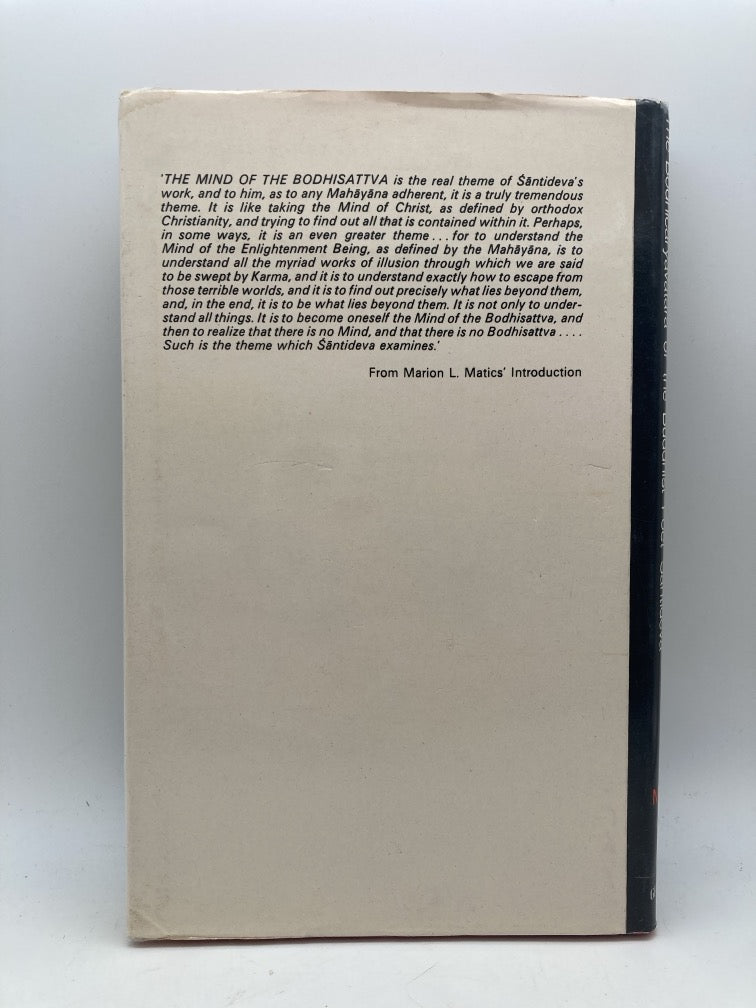 'THE MIND OF THE BODHISATTVA is the real theme of Śāntideva's
work, and to him, as to any Mahāyāna adherent, it is a truly tremendous
theme. It is like taking the Mind of Christ, as defined by orthodox
Christianity, and trying to find out all that is contained within it. Perhaps,
in some ways, it is an even greater theme . . . for to understand the
Mind of the Enlightenment Being, as defined by the Mahāyāna, is to
understand all the myriad works of illusion through which we are said
to be swept by Karma, and it is to understand exactly how to escape from
those terrible worlds, and it is to find out precisely what lies beyond them,
and, in the end, it is to be what lies beyond them. It is not only to under-
stand all things. It is to become oneself the Mind of the Bodhisattva, and
then to realize that there is no Mind, and that there is no Bodhisattva . . . .
Such is the theme which Śāntideva examines.'
From Marion L. Matics' Introduction